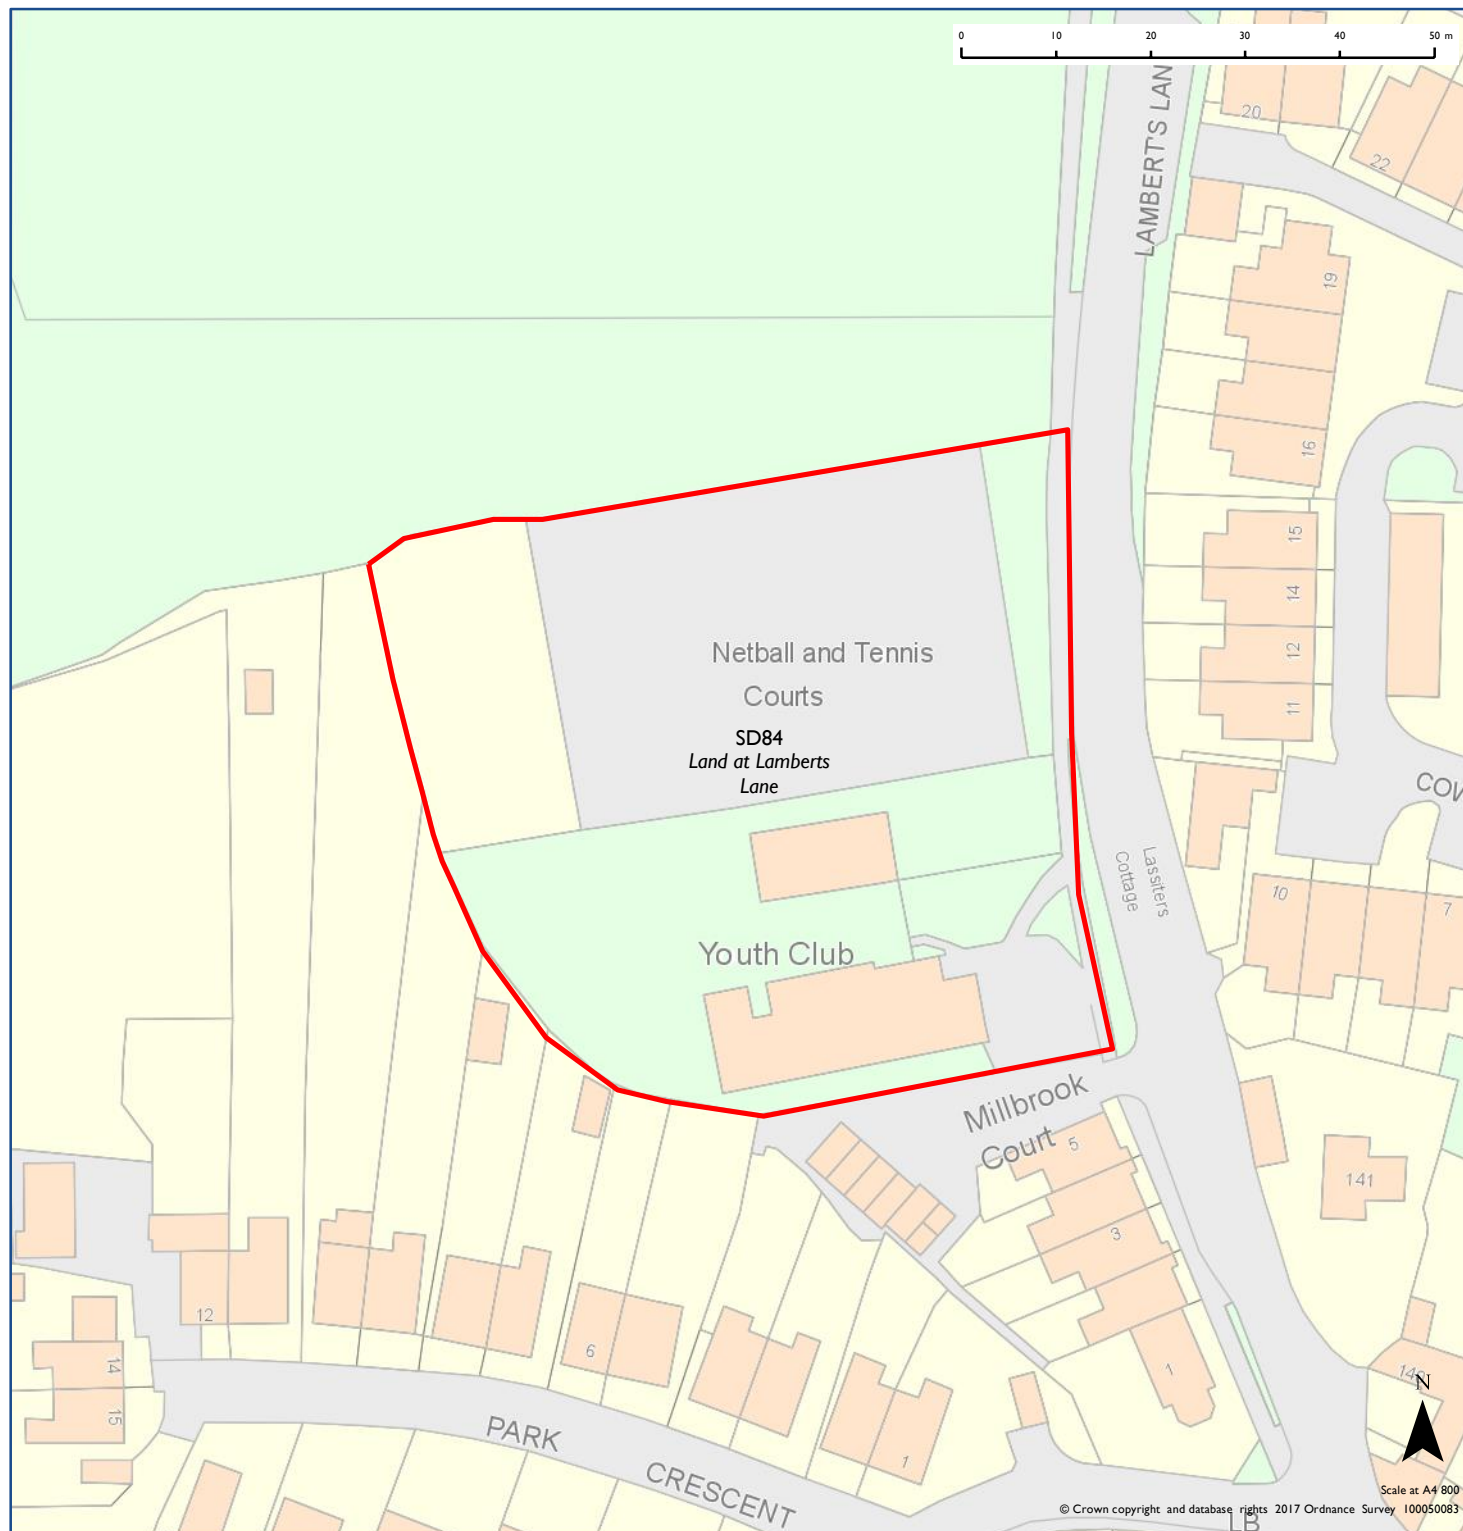 0 10 20 30 40 50 m
LAMBERT'S LAN
20
22
19
16
15
14
12
11
Netball and Tennis
Courts
SD84
Land at Lamberts
Lane
COW
Lassiters
Cottage
10
7
Youth Club
Millbrook
Court
5
3
1
141
12
14
15
6
1
PARK
CRESCENT
N
Scale at A4 800
© Crown copyright and database rights 2017 Ordnance Survey 100050083
LB